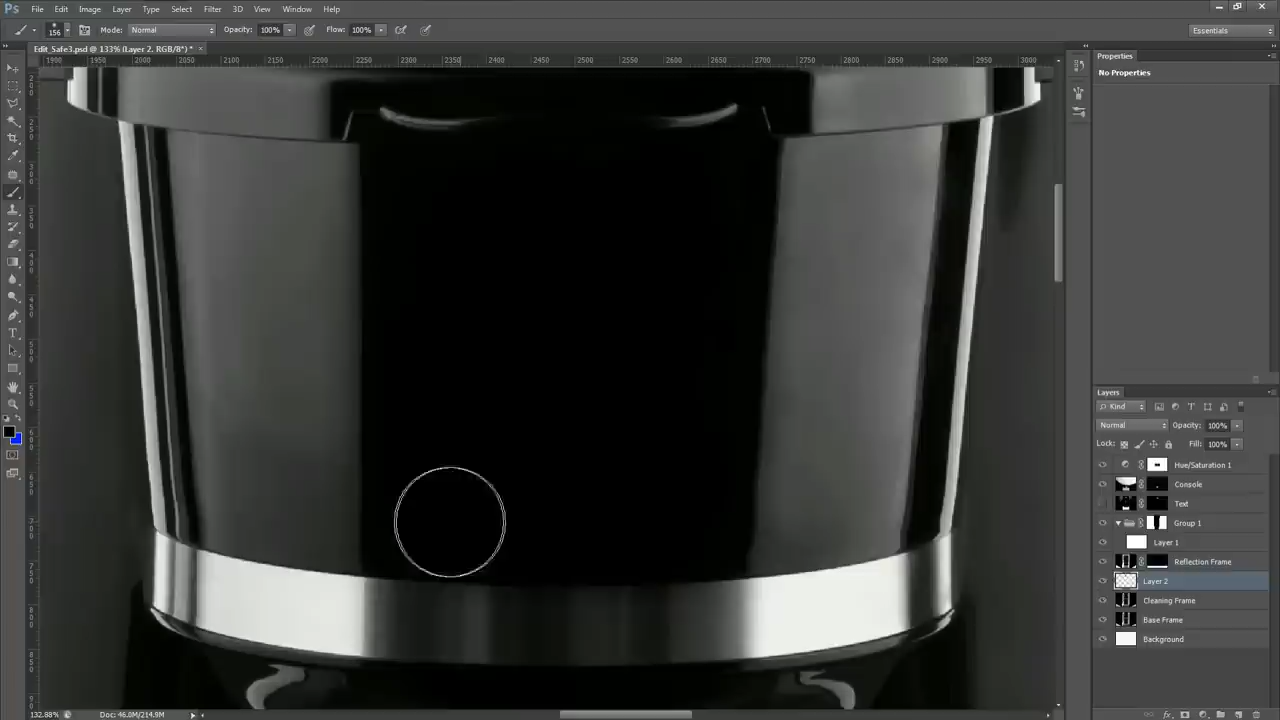 Ps File Edit Image Layer Type Select Filter 3D View Window Help
156 Mode: Normal Opacity: 100% Flow: 100% Essentials
Edit_Safe3.psd @ 133% (Layer 2, RGB/8*) * ×
1900 1950 2000 2050 2100 2150 2200 2250 2300 2350 2400 2450 2500 2550 2600 2650 2700 2750 2800 2850 2900 2950 3000
Properties
No Properties
Layers
Kind
Normal Opacity: 100%
Lock: Fill: 100%
Hue/Saturation 1
Console
Text
Group 1
Layer 1
Reflection Frame
Layer 2
Cleaning Frame
Base Frame
Background
132.88% Doc: 46.0M/214.9M